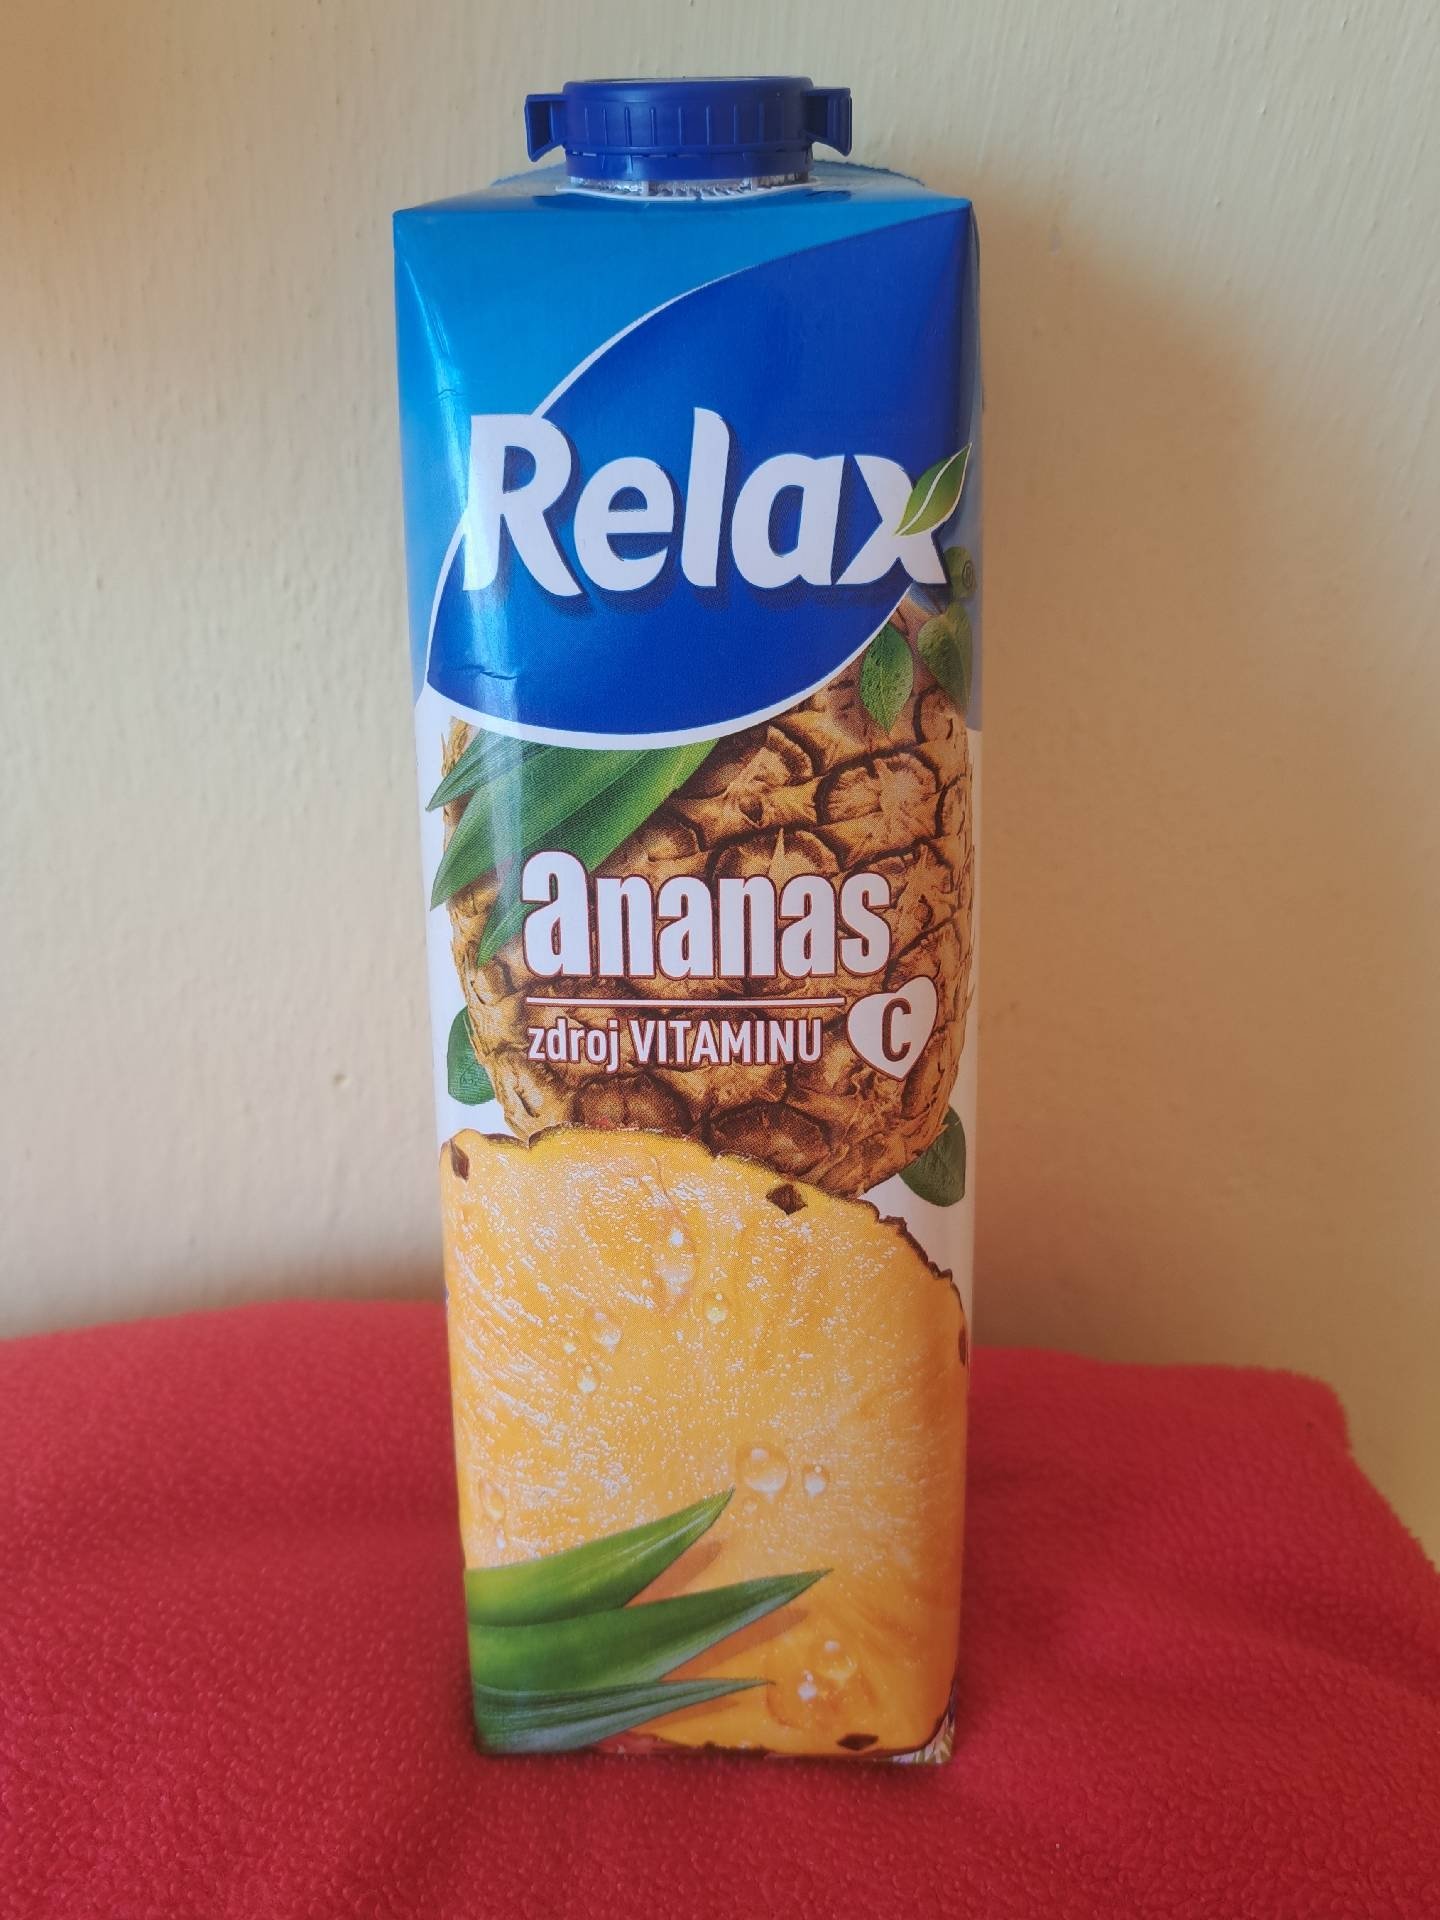 Relax
ananas
zdroj VITAMINU C